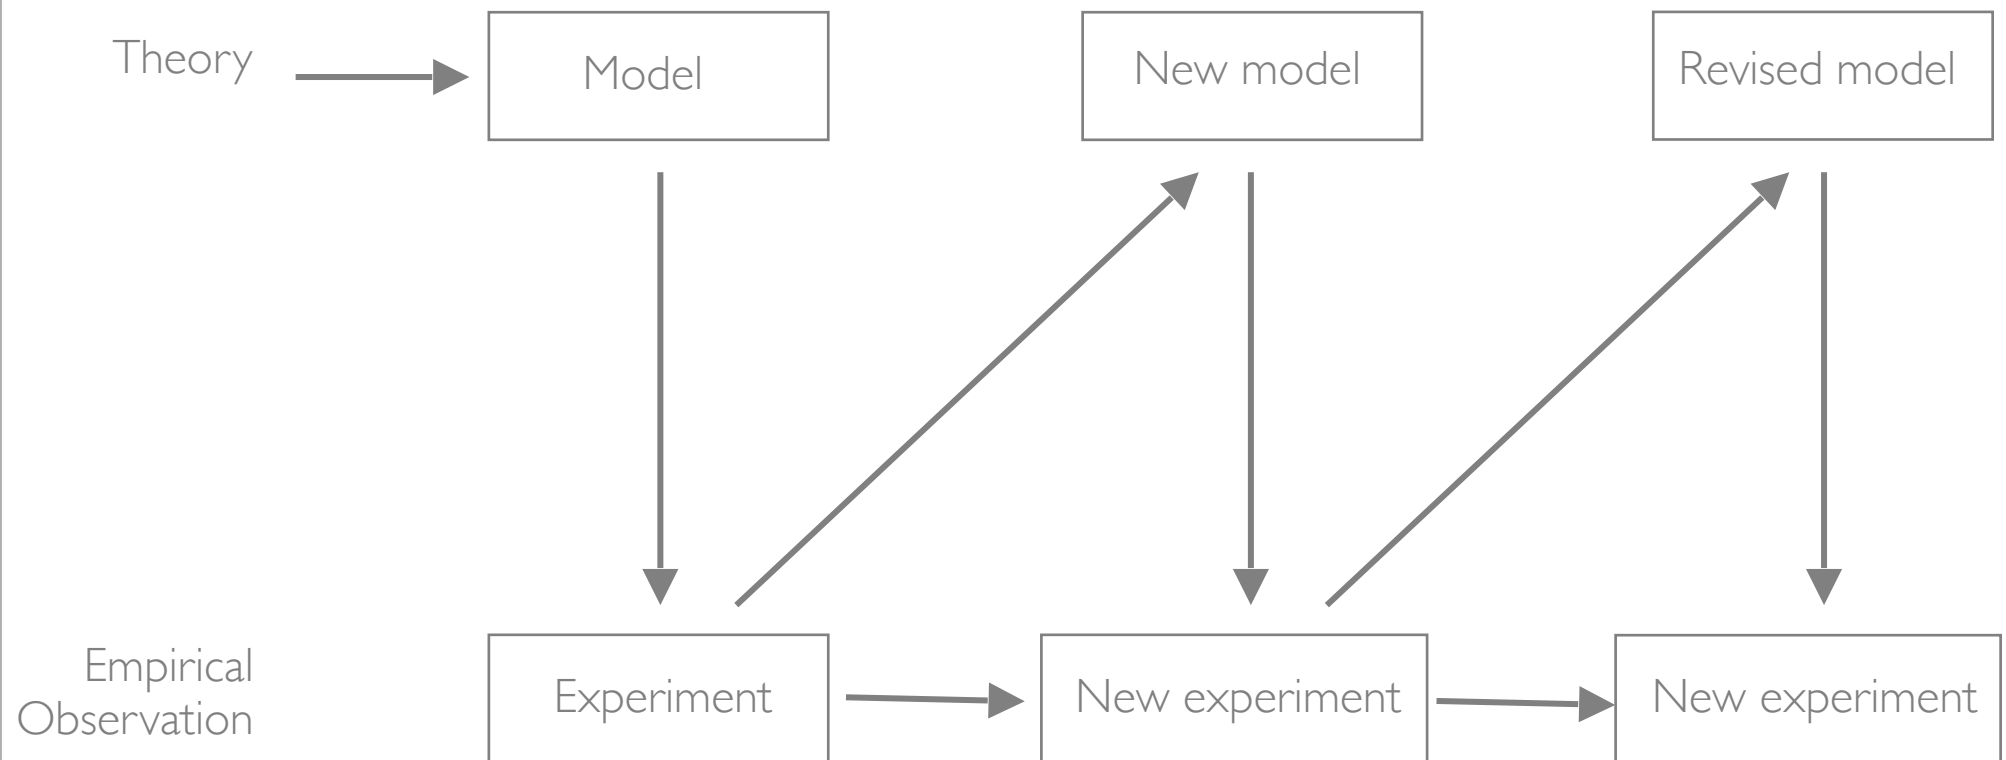 Theory
Model
New model
Revised model
Empirical
Observation
Experiment
New experiment
New experiment